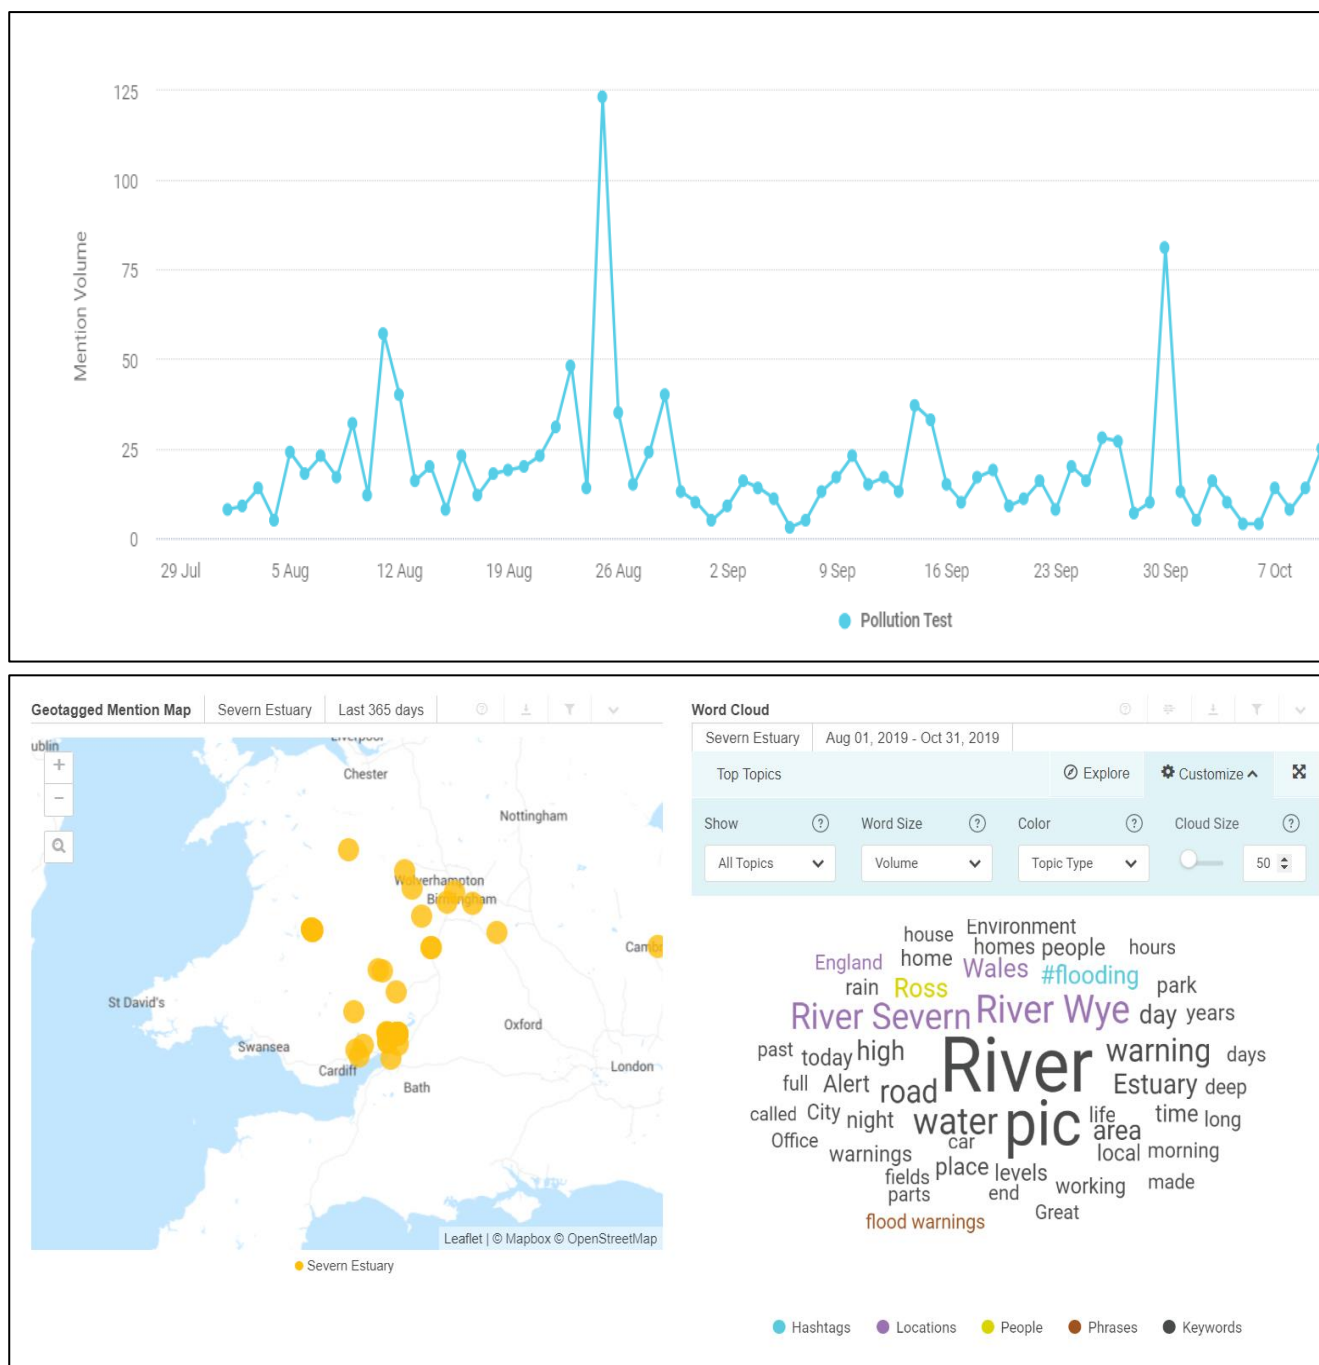 125
100
75
50
25
0
Mention Volume
29 Jul 5 Aug 12 Aug 19 Aug 26 Aug 2 Sep 9 Sep 16 Sep 23 Sep 30 Sep 7 Oct
Pollution Test
Geotagged Mention Map Severn Estuary Last 365 days
ublin
+
−
Chester
Nottingham
Wolverhampton
Birmingham
Camb
St David's
Oxford
Swansea
London
Cardiff
Bath
Leaflet | © Mapbox © OpenStreetMap
Severn Estuary
Word Cloud
Severn Estuary Aug 01, 2019 - Oct 31, 2019
Top Topics Explore Customize
Show ? Word Size ? Color ? Cloud Size ?
All Topics Volume Topic Type 50
house Environment
homes people hours
England home Wales #flooding
rain Ross park
River Severn River Wye day years
past today high River warning days
full Alert road Estuary deep
called City night water pic life area time long
Office car local morning
warnings place levels
fields working made
parts end Great
flood warnings
Hashtags Locations People Phrases Keywords